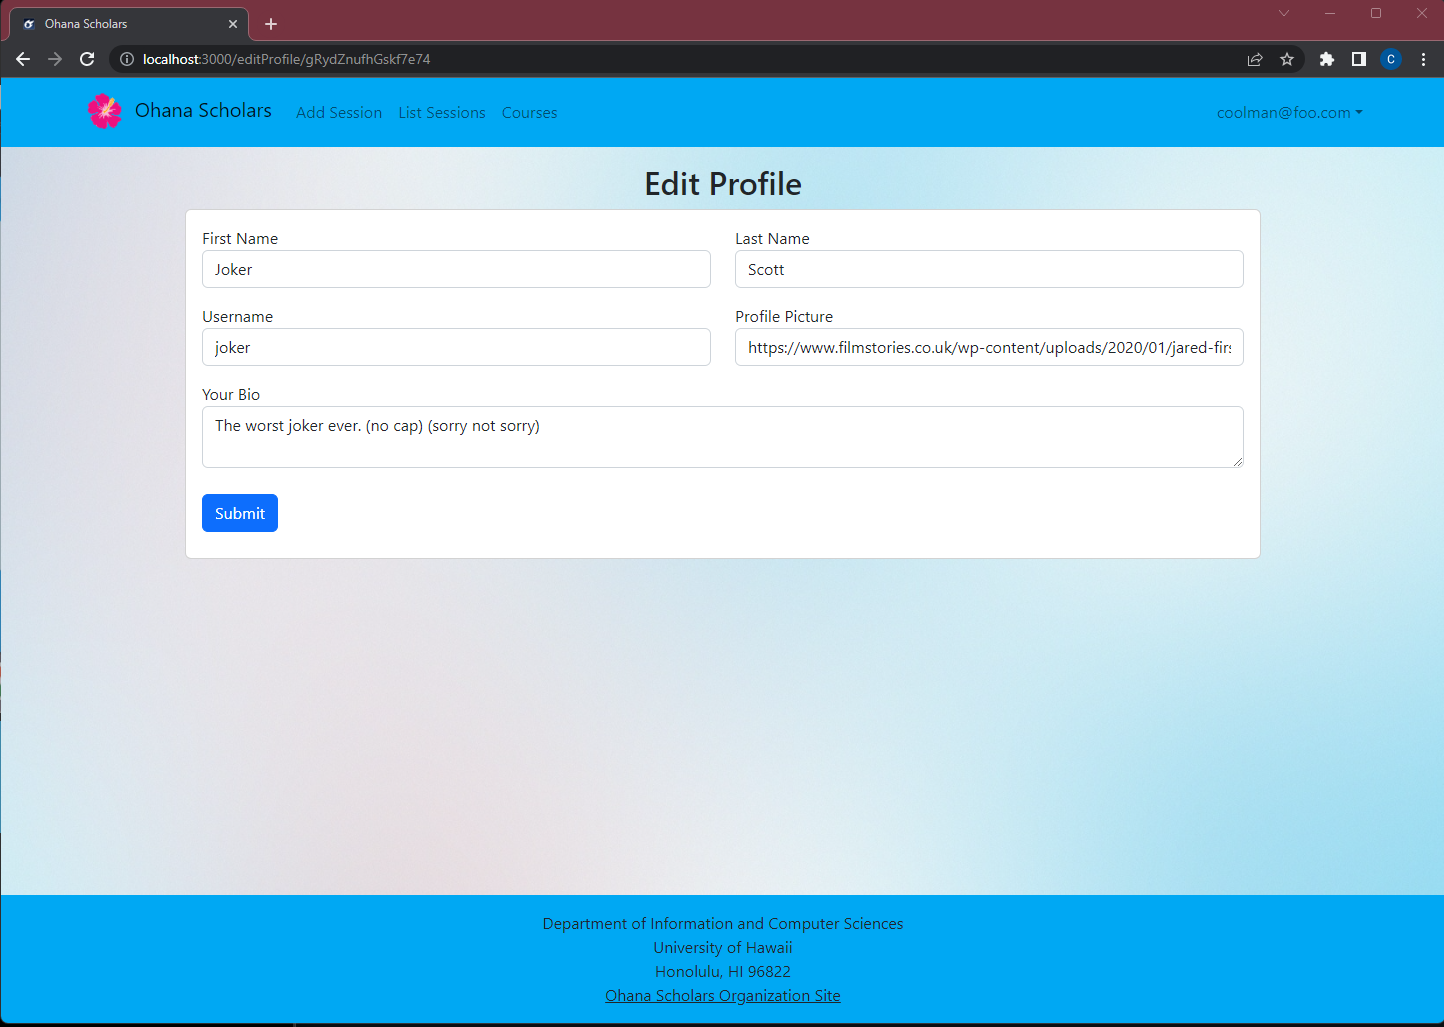 Ohana Scholars
localhost:3000/editProfile/gRydZnufhGskf7e74
C
Ohana Scholars
Add Session
List Sessions
Courses
coolman@foo.com
Edit Profile
First Name
Last Name
Joker
Scott
Username
Profile Picture
joker
https://www.filmstories.co.uk/wp-content/uploads/2020/01/jared-firs
Your Bio
The worst joker ever. (no cap) (sorry not sorry)
Submit
Department of Information and Computer Sciences
University of Hawaii
Honolulu, HI 96822
Ohana Scholars Organization Site